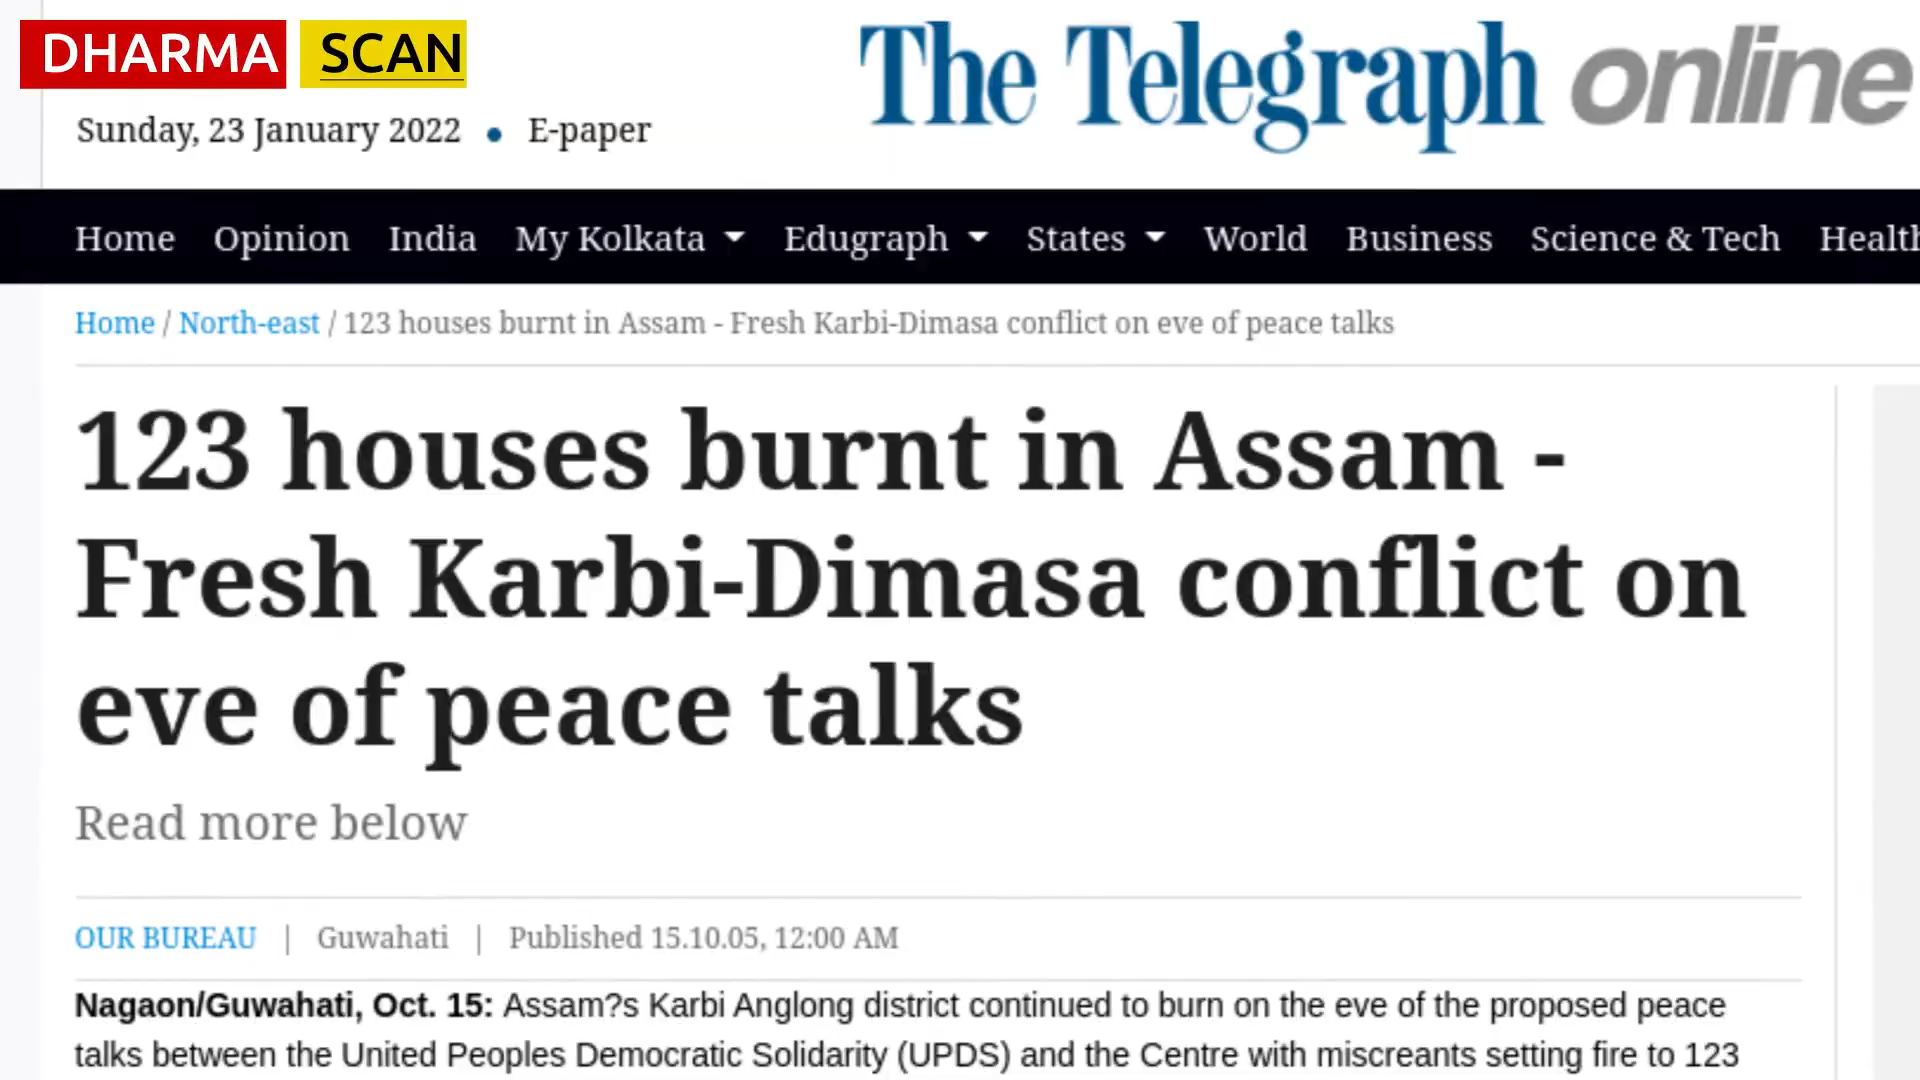 DHARMA SCAN
The Telegraph online
Sunday, 23 January 2022 • E-paper
Home Opinion India My Kolkata Edugraph States World Business Science & Tech Health
Home / North-east / 123 houses burnt in Assam - Fresh Karbi-Dimasa conflict on eve of peace talks
123 houses burnt in Assam -
Fresh Karbi-Dimasa conflict on
eve of peace talks
Read more below
OUR BUREAU | Guwahati | Published 15.10.05, 12:00 AM
Nagaon/Guwahati, Oct. 15: Assam?s Karbi Anglong district continued to burn on the eve of the proposed peace
talks between the United Peoples Democratic Solidarity (UPDS) and the Centre with miscreants setting fire to 123